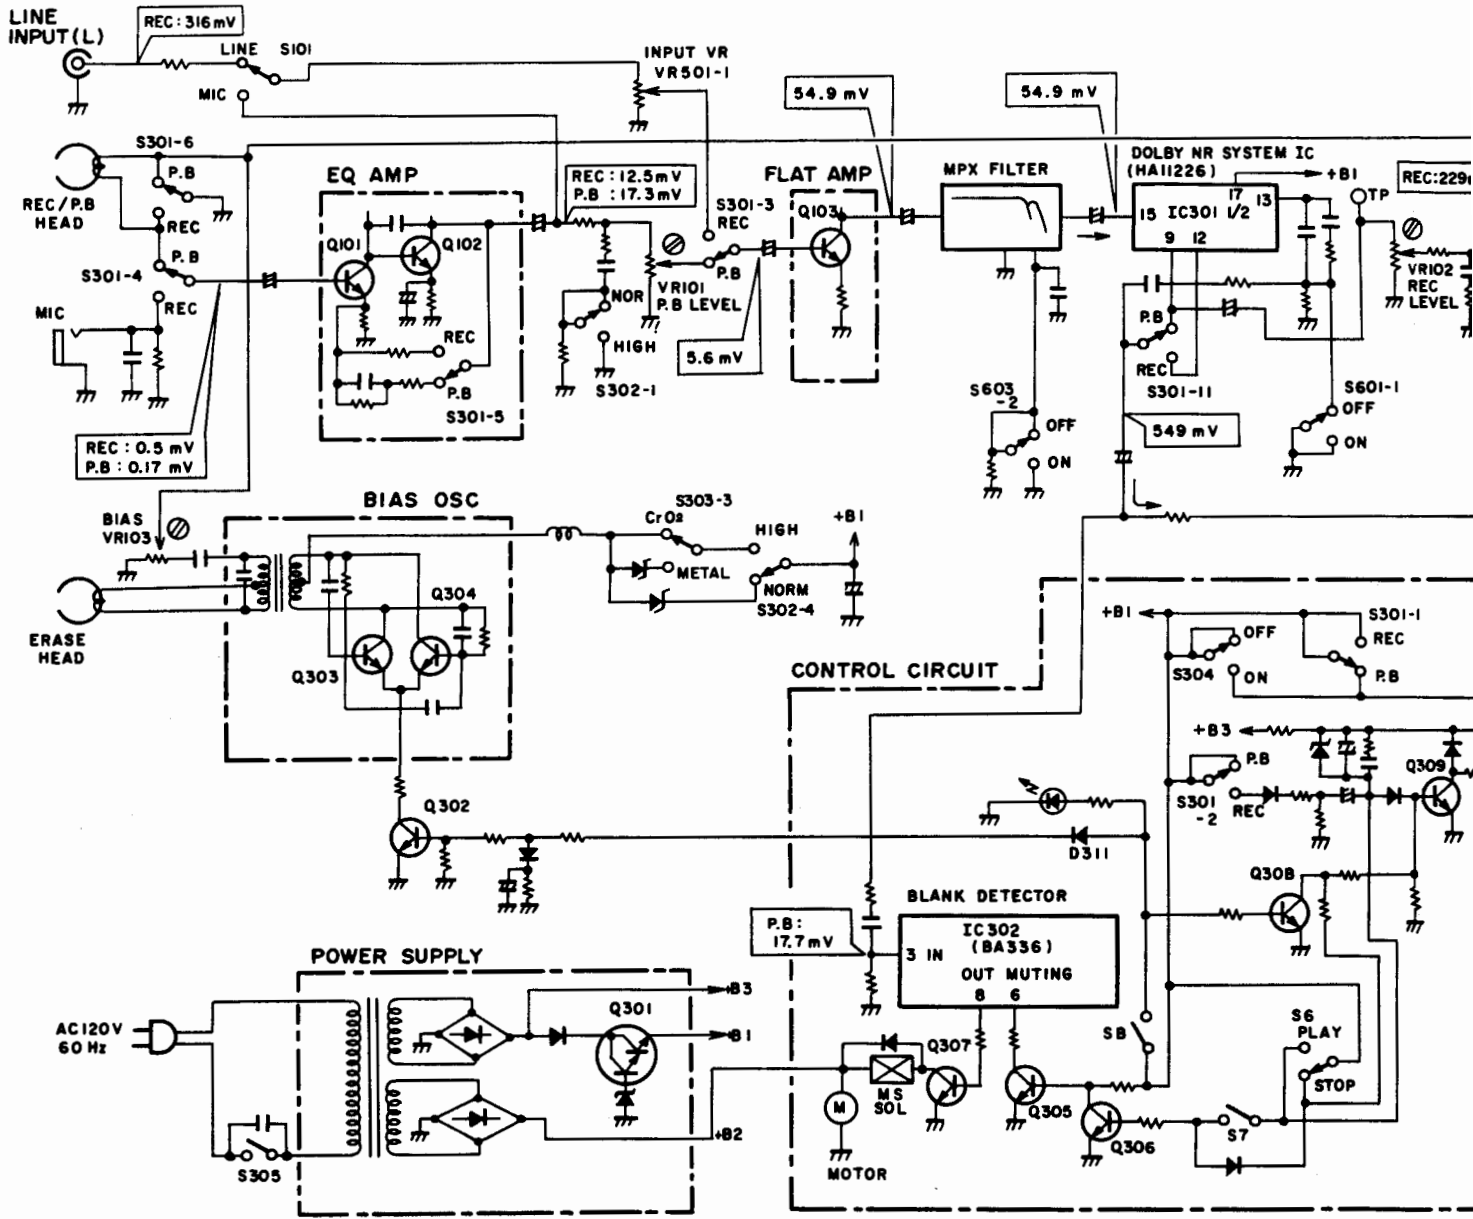 LINE
INPUT(L)
REC:316mV
LINE S101
MIC
INPUT VR
VR501-1
54.9 mV
54.9 mV
S301-6
P.B
REC
REC/P.B
HEAD
S301-4
P.B
REC
MIC
REC:0.5 mV
P.B:0.17 mV
EQ AMP
Q101
Q102
REC
P.B
S301-5
REC:12.5mV
P.B:17.3mV
NOR
HIGH
S302-1
VR101
P.B LEVEL
S301-3
REC
P.B
5.6 mV
FLAT AMP
Q103
MPX FILTER
S603
-2
OFF
ON
DOLBY NR SYSTEM IC
(HA11226)
+B1
17
15 IC301 1/2 13
9 12
TP
REC:229
VR102
REC
LEVEL
P.B
REC
S301-11
549 mV
S601-1
OFF
ON
BIAS
VR103
ERASE
HEAD
BIAS OSC
Q304
Q303
S303-3
CrO2
HIGH
METAL
NORM
S302-4
+B1
Q302
CONTROL CIRCUIT
+B1
OFF
S304
ON
S301-1
REC
P.B
+B3
P.B
S301
-2
REC
Q309
D311
Q308
BLANK DETECTOR
IC302
(BA336)
3 IN
OUT MUTING
8 6
P.B:
17.7mV
S8
S6
PLAY
STOP
S7
Q307
Q305
Q306
MS
SOL
M
MOTOR
POWER SUPPLY
AC120V
60Hz
S305
Q301
+B3
+B1
+B2